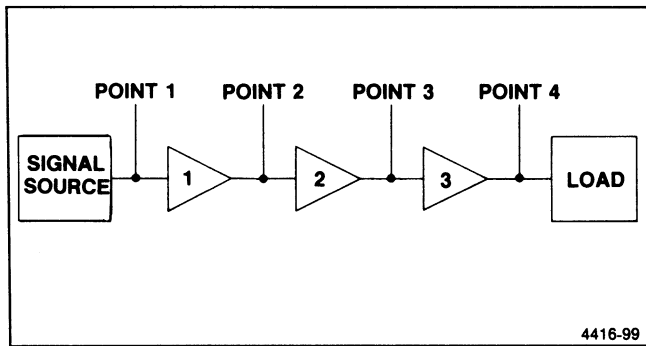 POINT 1 POINT 2 POINT 3 POINT 4
SIGNAL
SOURCE
1
2
3
LOAD
4416-99